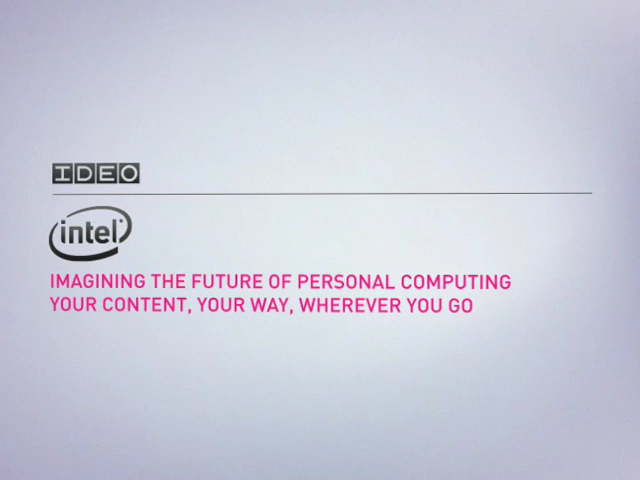 IDEO
intel
IMAGINING THE FUTURE OF PERSONAL COMPUTING
YOUR CONTENT, YOUR WAY, WHEREVER YOU GO